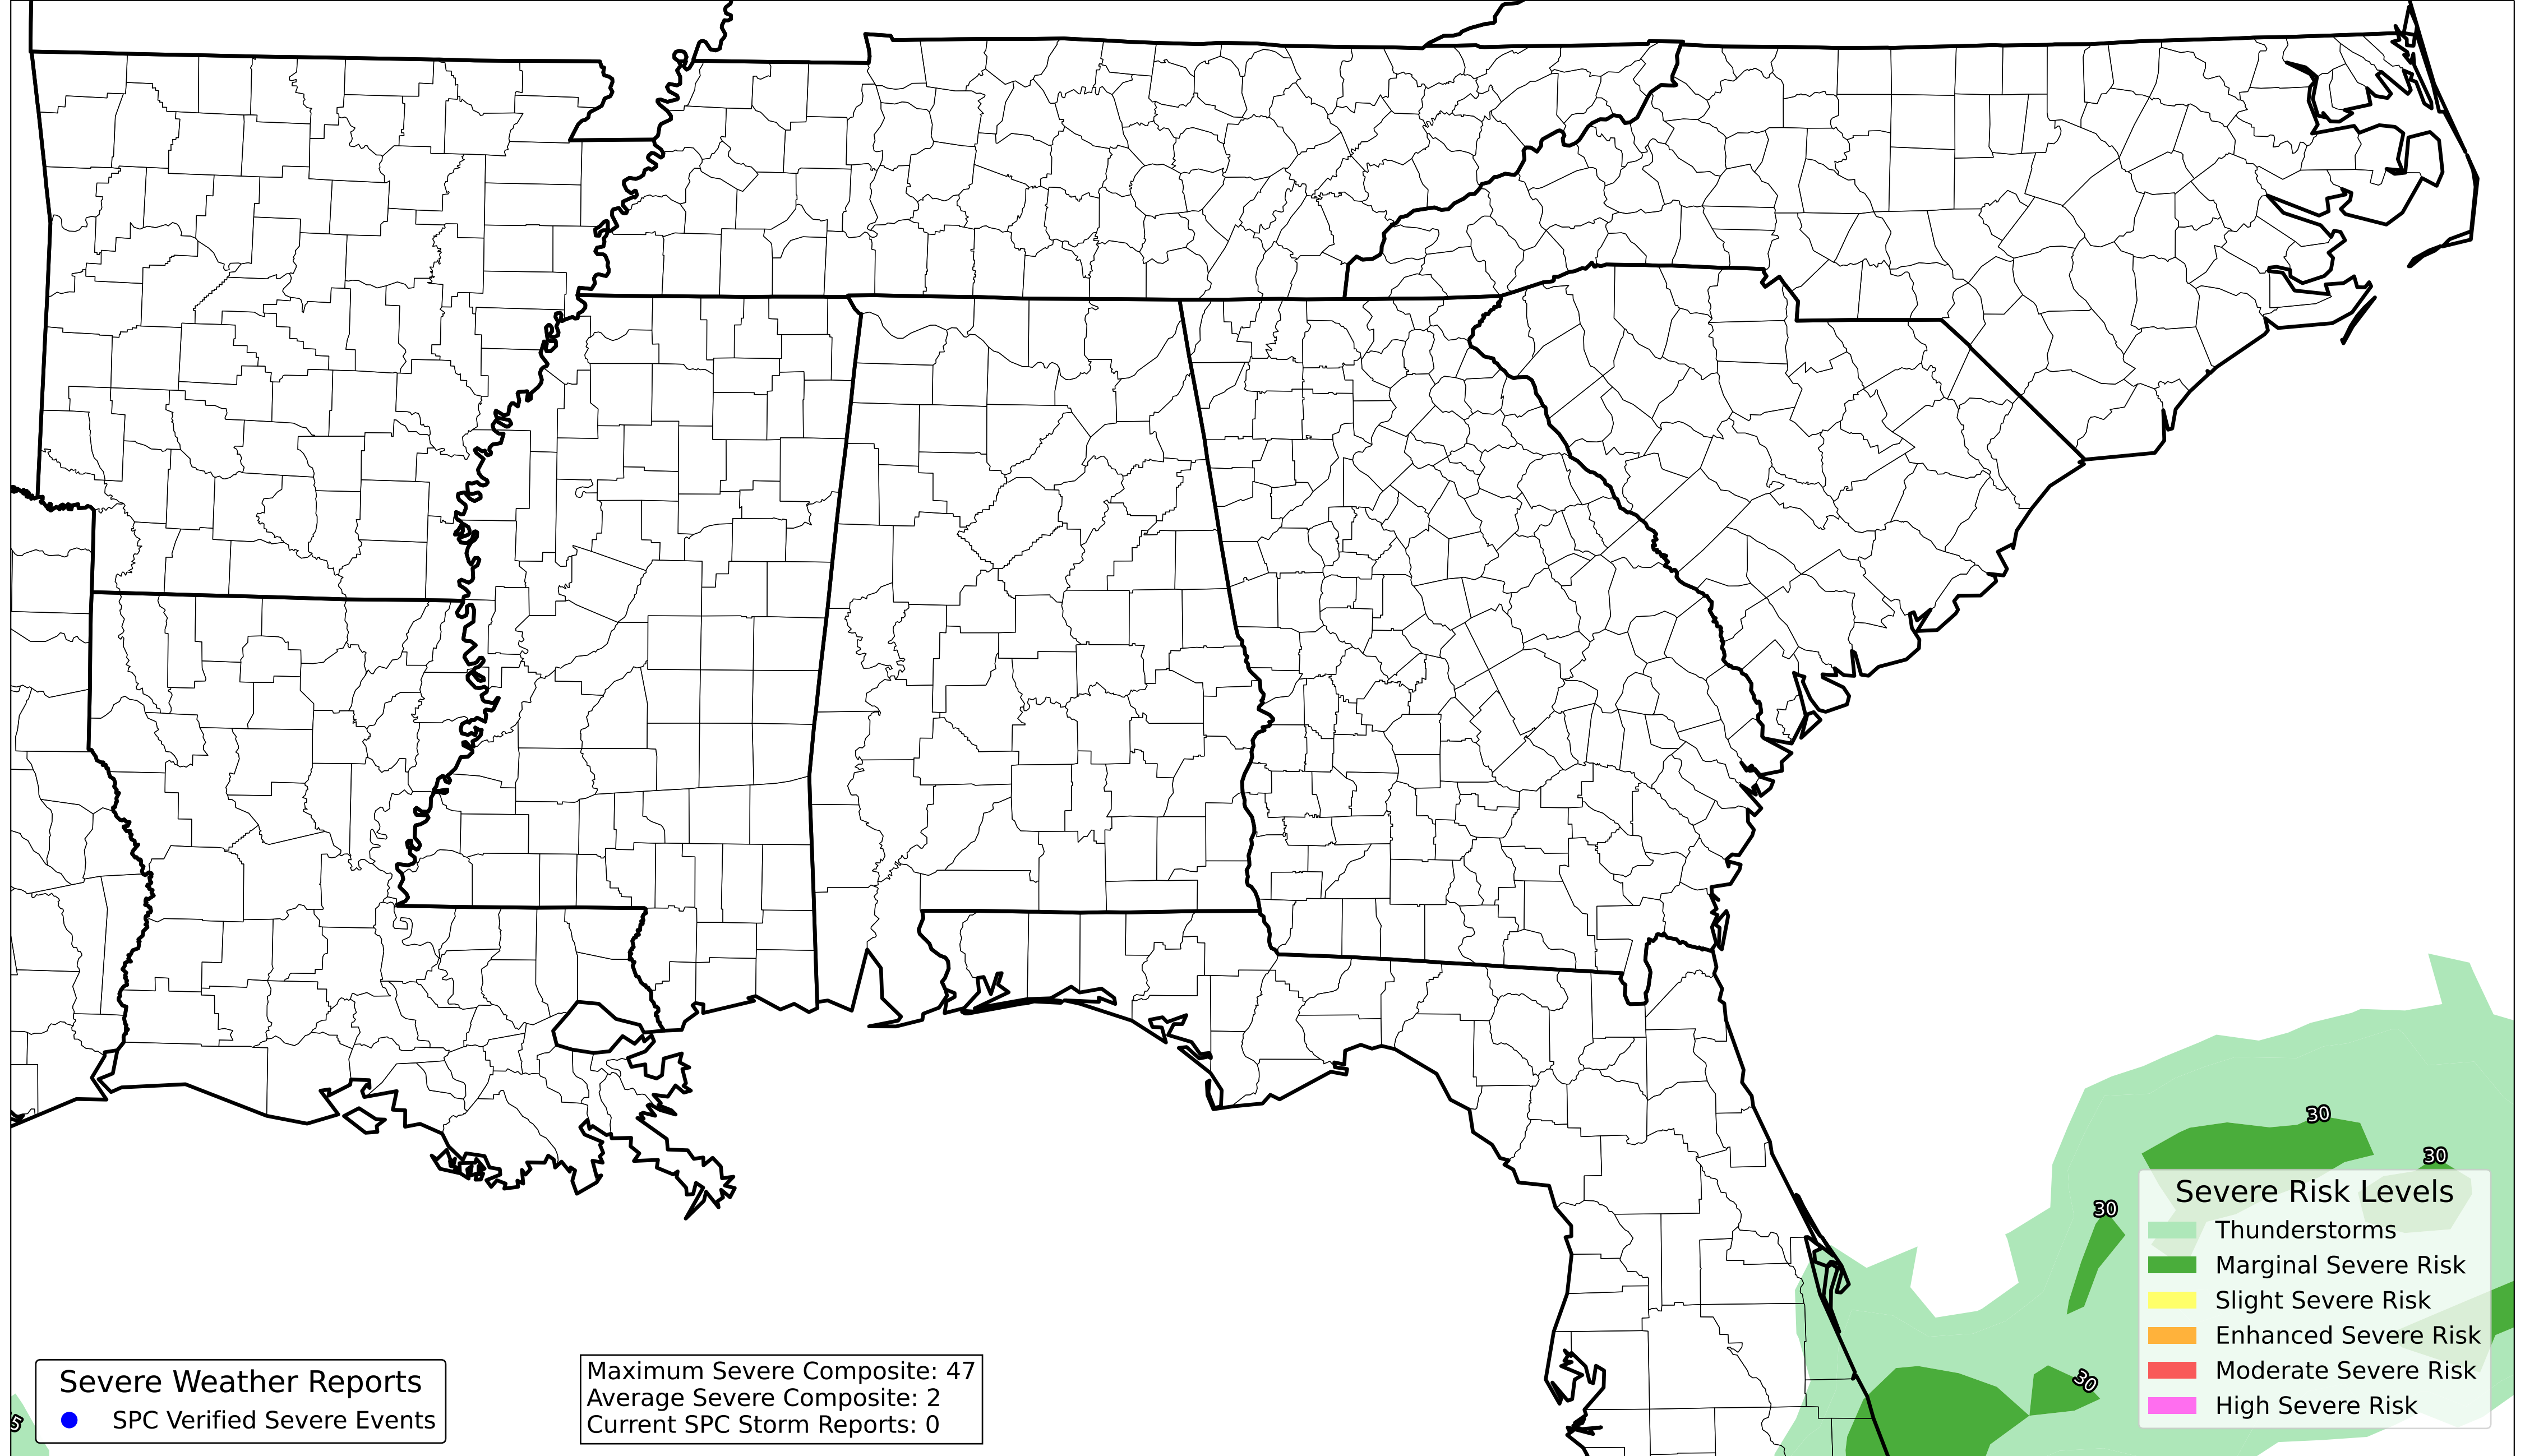 30
30
30
Severe Risk Levels
Thunderstorms
Marginal Severe Risk
Slight Severe Risk
Enhanced Severe Risk
Moderate Severe Risk
High Severe Risk
30
Severe Weather Reports
SPC Verified Severe Events
Maximum Severe Composite: 47
Average Severe Composite: 2
Current SPC Storm Reports: 0